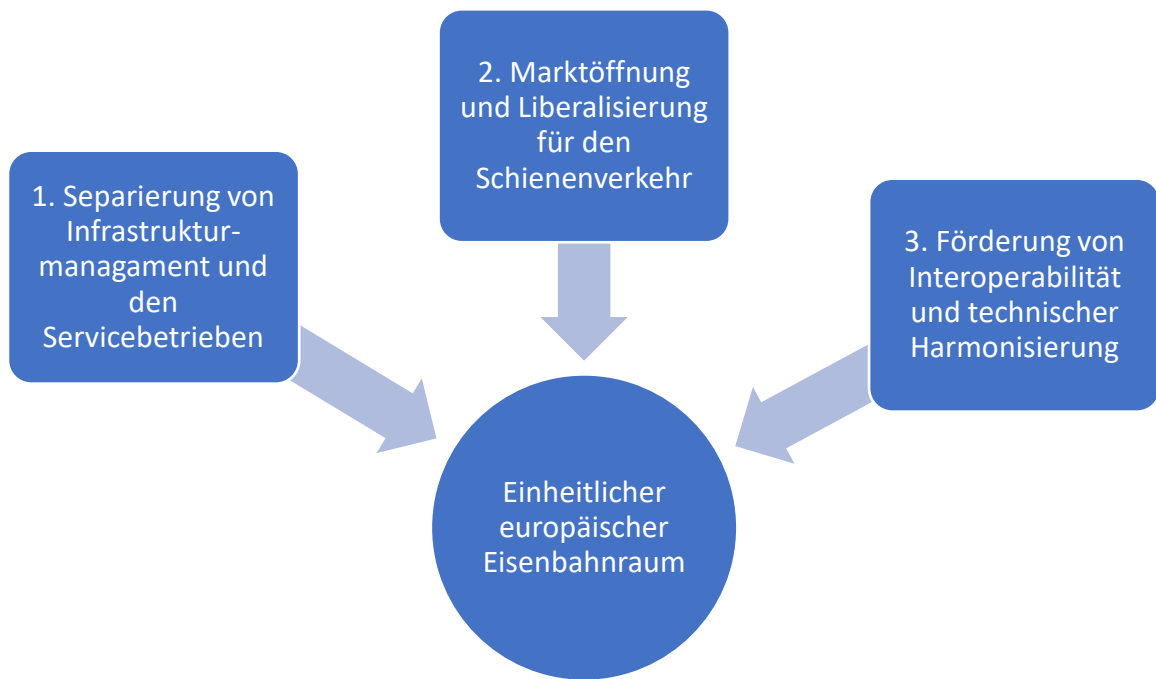 1. Separierung von
Infrastruktur-
managament und
den
Servicebetrieben
2. Marktöffnung
und Liberalisierung
für den
Schienenverkehr
3. Förderung von
Interoperabilität
und technischer
Harmonisierung
Einheitlicher
europäischer
Eisenbahnraum